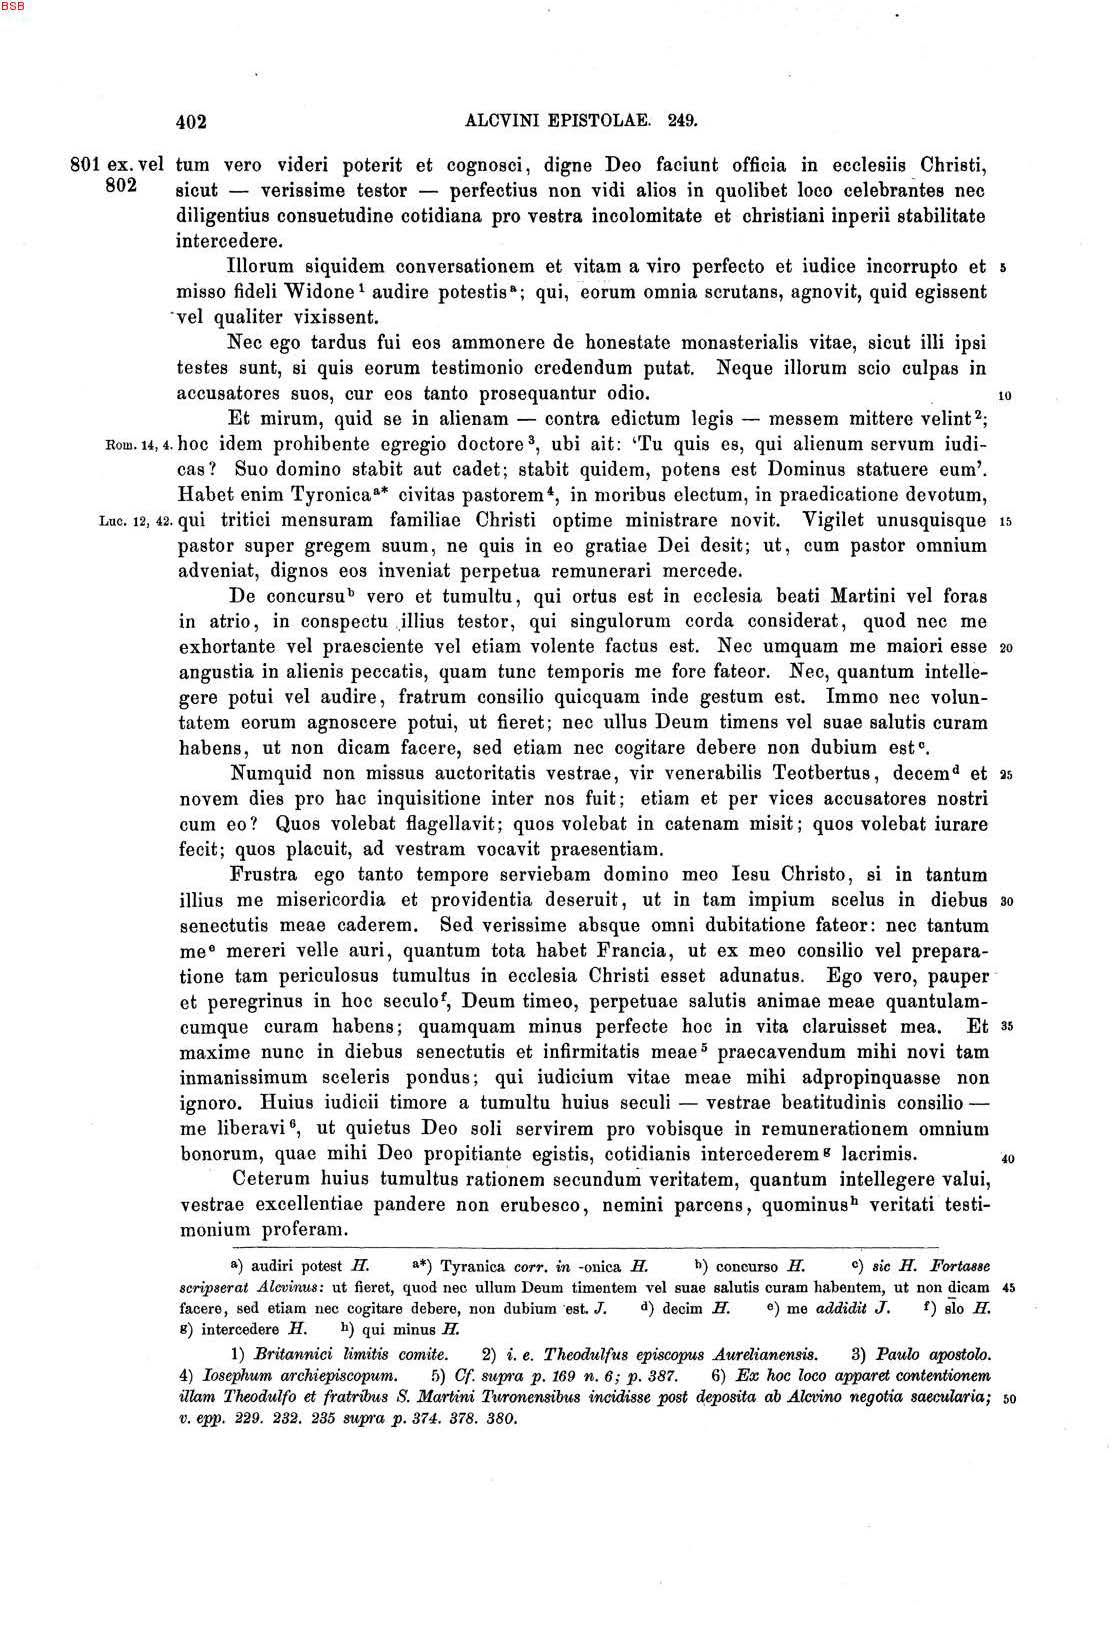 BSB
402
ALCVINI EPISTOLAE. 249.
801 ex. vel tum vero videri poterit et cognosci, digne Deo faciunt officia in ecclesiis Christi,
802 sicut — verissime testor — perfectius non vidi alios in quolibet loco celebrantes nec
diligentius consuetudine cotidiana pro vestra incolomitate et christiani inperii stabilitate
intercedere.
Illorum siquidem conversationem et vitam a viro perfecto et iudice incorrupto et 5
misso fideli Widone¹ audire potestisᵃ; qui, eorum omnia scrutans, agnovit, quid egissent
vel qualiter vixissent.
Nec ego tardus fui eos ammonere de honestate monasterialis vitae, sicut illi ipsi
testes sunt, si quis eorum testimonio credendum putat. Neque illorum scio culpas in
accusatores suos, cur eos tanto prosequantur odio. 10
Et mirum, quid se in alienam — contra edictum legis — messem mittere velint²;
Rom. 14, 4. hoc idem prohibente egregio doctore³, ubi ait: ‘Tu quis es, qui alienum servum iudi-
cas? Suo domino stabit aut cadet; stabit quidem, potens est Dominus statuere eum’.
Habet enim Tyronicaᵃ* civitas pastorem⁴, in moribus electum, in praedicatione devotum,
Luc. 12, 42. qui tritici mensuram familiae Christi optime ministrare novit. Vigilet unusquisque 15
pastor super gregem suum, ne quis in eo gratiae Dei desit; ut, cum pastor omnium
adveniat, dignos eos inveniat perpetua remunerari mercede.
De concursuᵇ vero et tumultu, qui ortus est in ecclesia beati Martini vel foras
in atrio, in conspectu illius testor, qui singulorum corda considerat, quod nec me
exhortante vel praesciente vel etiam volente factus est. Nec umquam me maiori esse 20
angustia in alienis peccatis, quam tunc temporis me fore fateor. Nec, quantum intelle-
gere potui vel audire, fratrum consilio quicquam inde gestum est. Immo nec volun-
tatem eorum agnoscere potui, ut fieret; nec ullus Deum timens vel suae salutis curam
habens, ut non dicam facere, sed etiam nec cogitare debere non dubium estᶜ.
Numquid non missus auctoritatis vestrae, vir venerabilis Teotbertus, decemᵈ et 25
novem dies pro hac inquisitione inter nos fuit; etiam et per vices accusatores nostri
cum eo? Quos volebat flagellavit; quos volebat in catenam misit; quos volebat iurare
fecit; quos placuit, ad vestram vocavit praesentiam.
Frustra ego tanto tempore serviebam domino meo Iesu Christo, si in tantum
illius me misericordia et providentia deseruit, ut in tam impium scelus in diebus 30
senectutis meae caderem. Sed verissime absque omni dubitatione fateor: nec tantum
meᵉ mereri velle auri, quantum tota habet Francia, ut ex meo consilio vel prepara-
tione tam periculosus tumultus in ecclesia Christi esset adunatus. Ego vero, pauper
et peregrinus in hoc seculoᶠ, Deum timeo, perpetuae salutis animae meae quantulam-
cumque curam habens; quamquam minus perfecte hoc in vita claruisset mea. Et 35
maxime nunc in diebus senectutis et infirmitatis meae⁵ praecavendum mihi novi tam
inmanissimum sceleris pondus; qui iudicium vitae meae mihi adpropinquasse non
ignoro. Huius iudicii timore a tumultu huius seculi — vestrae beatitudinis consilio —
me liberavi⁶, ut quietus Deo soli servirem pro vobisque in remunerationem omnium
bonorum, quae mihi Deo propitiante egistis, cotidianis intercederemᵍ lacrimis. 40
Ceterum huius tumultus rationem secundum veritatem, quantum intellegere valui,
vestrae excellentiae pandere non erubesco, nemini parcens, quominusʰ veritati testi-
monium proferam.
ᵃ) audiri potest H. ᵃ*) Tyranica corr. in -onica H. ᵇ) concurso H. ᶜ) sic H. Fortasse
scripserat Alcvinus: ut fieret, quod nec ullum Deum timentem vel suae salutis curam habentem, ut non dicam 45
facere, sed etiam nec cogitare debere, non dubium est. J. ᵈ) decim H. ᵉ) me addidit J. ᶠ) s̄lo H.
ᵍ) intercedere H. ʰ) qui minus H.
1) Britannici limitis comite. 2) i. e. Theodulfus episcopus Aurelianensis. 3) Paulo apostolo.
4) Iosephum archiepiscopum. 5) Cf. supra p. 169 n. 6; p. 387. 6) Ex hoc loco apparet contentionem
illam Theodulfo et fratribus S. Martini Turonensibus incidisse post deposita ab Alcvino negotia saecularia; 50
v. epp. 229. 232. 235 supra p. 374. 378. 380.